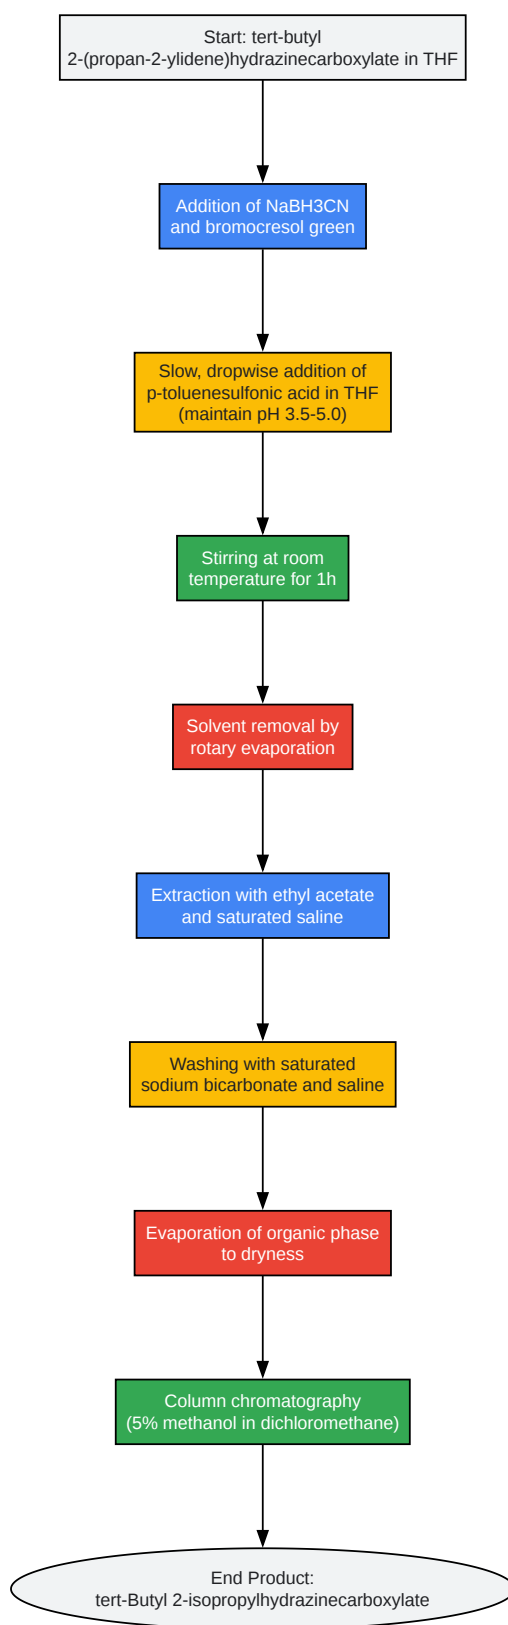 Start: tert-butyl
2-(propan-2-ylidene)hydrazinecarboxylate in THF
Addition of NaBH3CN
and bromocresol green
Slow, dropwise addition of
p-toluenesulfonic acid in THF
(maintain pH 3.5-5.0)
Stirring at room
temperature for 1h
Solvent removal by
rotary evaporation
Extraction with ethyl acetate
and saturated saline
Washing with saturated
sodium bicarbonate and saline
Evaporation of organic phase
to dryness
Column chromatography
(5% methanol in dichloromethane)
End Product:
tert-Butyl 2-isopropylhydrazinecarboxylate